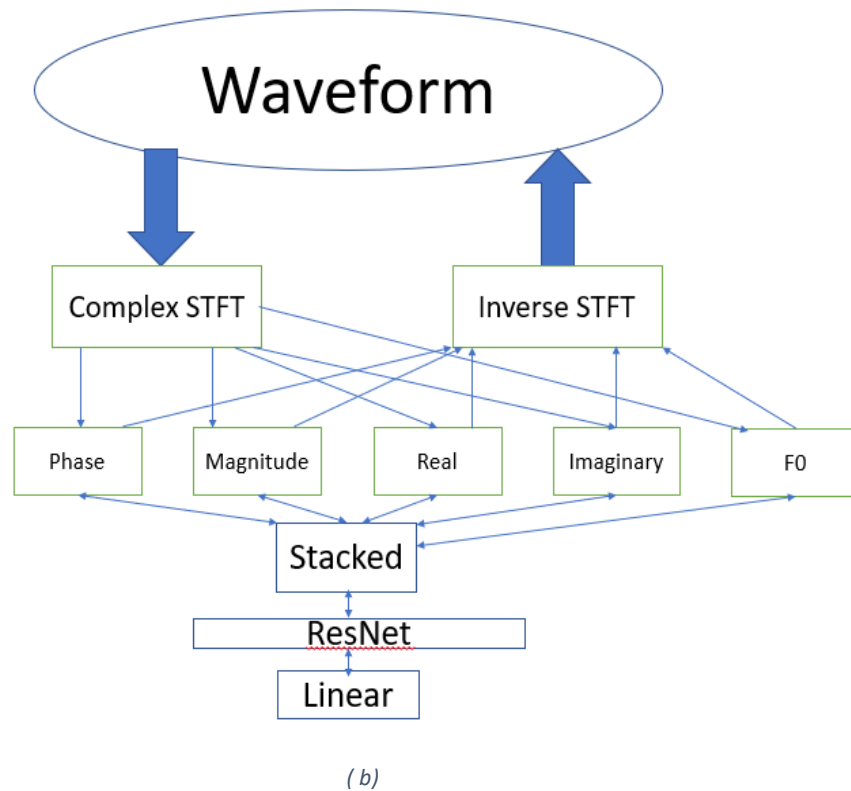 Waveform
Complex STFT
Inverse STFT
Phase
Magnitude
Real
Imaginary
F0
Stacked
ResNet
Linear
( b)